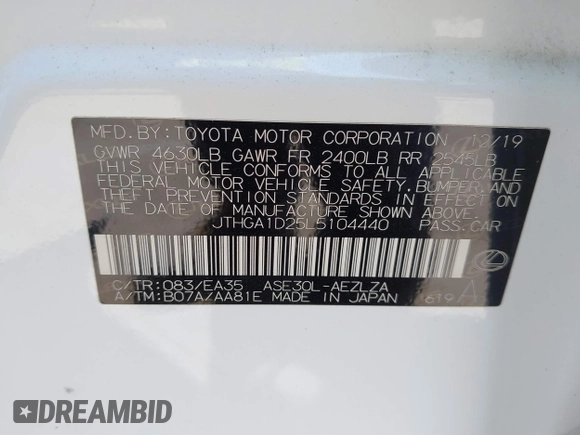 MFD. BY: TOYOTA MOTOR CORPORATION 12/19
GVWR 4630LB GAWR FR 2400LB RR 2545LB
THIS VEHICLE CONFORMS TO ALL APPLICABLE
FEDERAL MOTOR VEHICLE SAFETY, BUMPER, AND
THEFT PREVENTION STANDARDS IN EFFECT ON
THE DATE OF MANUFACTURE SHOWN ABOVE.
JTHGA1D25L5104440 PASS.CAR
C/TR: 083/EA35 ASE30L-AEZLZA
A/TM: B07A/AA81E MADE IN JAPAN 619 A
DREAMBID